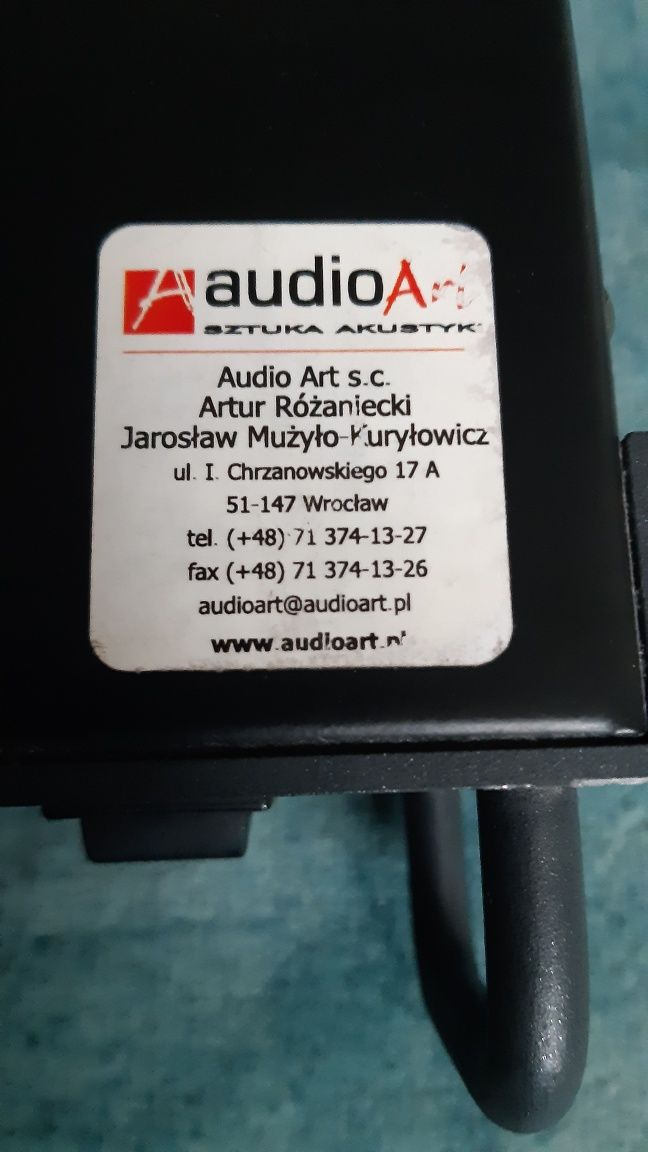 audioArt
SZTUKA AKUSTYK
Audio Art s.c.
Artur Różaniecki
Jarosław Mużyło-Kuryłowicz
ul. I. Chrzanowskiego 17 A
51-147 Wrocław
tel. (+48) 71 374-13-27
fax (+48) 71 374-13-26
audioart@audioart.pl
www.audioart.pl